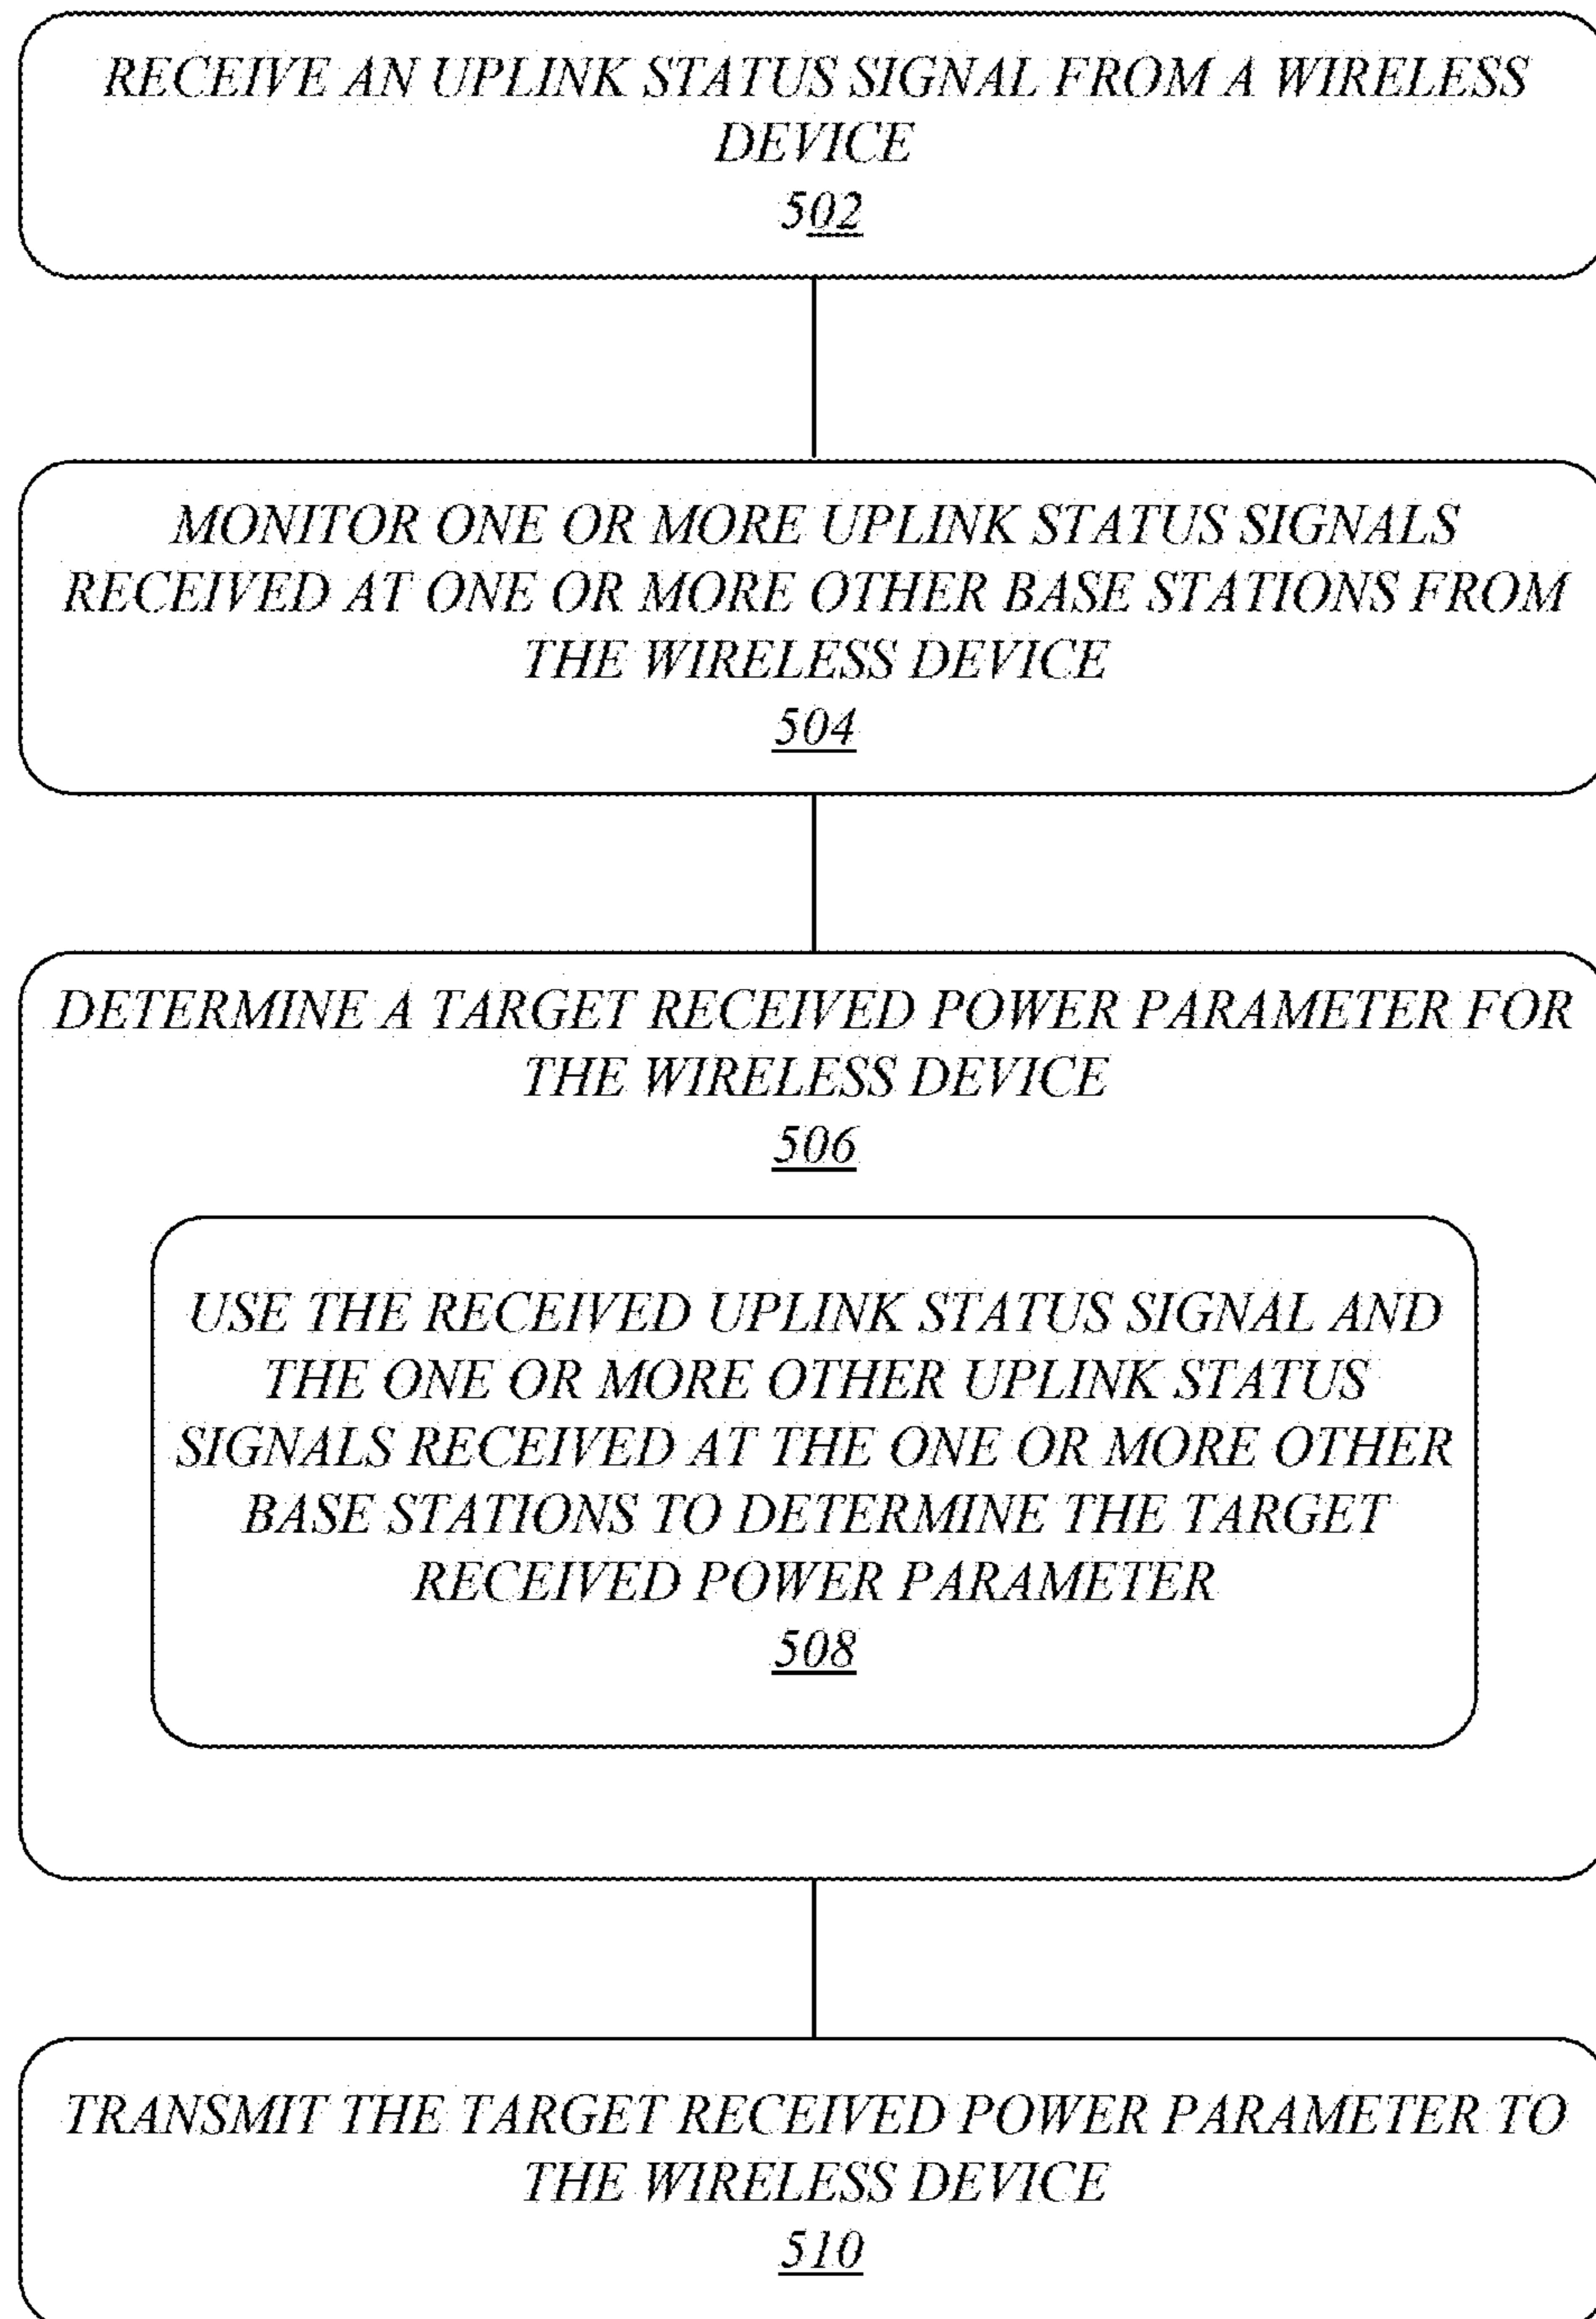 RECEIVE AN UPLINK STATUS SIGNAL FROM A WIRELESS
DEVICE
502
MONITOR ONE OR MORE UPLINK STATUS SIGNALS
RECEIVED AT ONE OR MORE OTHER BASE STATIONS FROM
THE WIRELESS DEVICE
504
DETERMINE A TARGET RECEIVED POWER PARAMETER FOR
THE WIRELESS DEVICE
506
USE THE RECEIVED UPLINK STATUS SIGNAL AND
THE ONE OR MORE OTHER UPLINK STATUS
SIGNALS RECEIVED AT THE ONE OR MORE OTHER
BASE STATIONS TO DETERMINE THE TARGET
RECEIVED POWER PARAMETER
508
TRANSMIT THE TARGET RECEIVED POWER PARAMETER TO
THE WIRELESS DEVICE
510